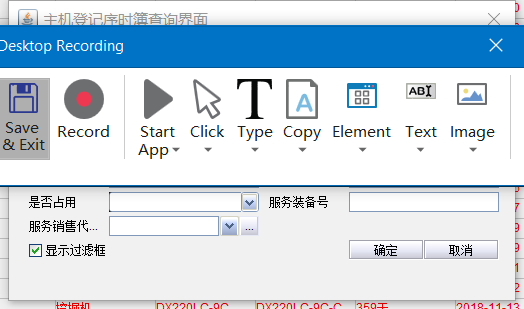 主机登记序时簿查询界面
Desktop Recording
Save & Exit
Record
Start App
Click
Type
Copy
Element
Text
Image
是否占用
服务装备号
服务销售代...
...
显示过滤框
确定
取消
挖掘机 DX220LC-9C DX220LC-9C-C 359千 2018-11-13